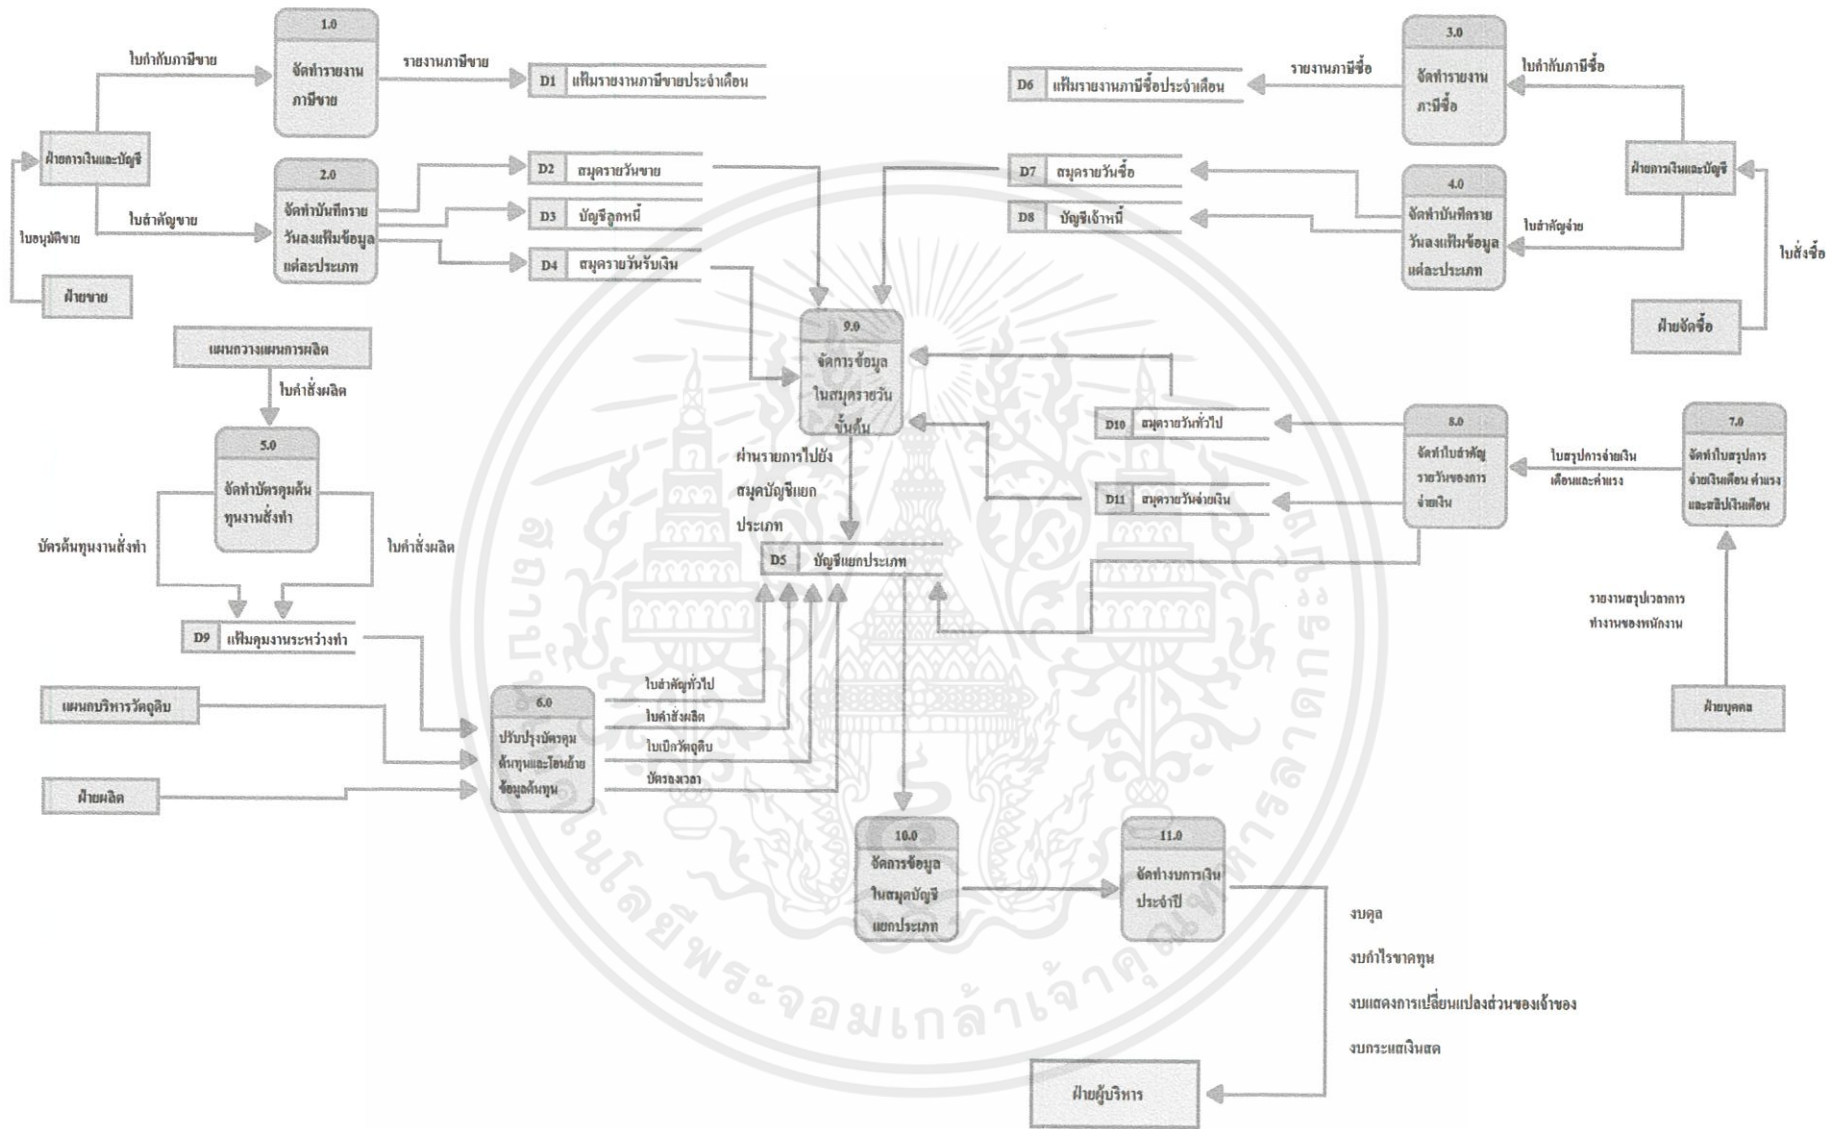 1.0
จัดทำรายงาน
ภาษีขาย
ใบกำกับภาษีขาย
รายงานภาษีขาย
D1 แฟ้มรายงานภาษีขายประจำเดือน
ฝ่ายการเงินและบัญชี
2.0
จัดทำบันทึกราย
วันลงแฟ้มข้อมูล
แต่ละประเภท
ใบสำคัญขาย
ใบอนุมัติขาย
ฝ่ายขาย
D2 สมุดรายวันขาย
D3 บัญชีลูกหนี้
D4 สมุดรายวันรับเงิน
3.0
จัดทำรายงาน
ภาษีซื้อ
ใบกำกับภาษีซื้อ
รายงานภาษีซื้อ
D6 แฟ้มรายงานภาษีซื้อประจำเดือน
ฝ่ายการเงินและบัญชี
4.0
จัดทำบันทึกราย
วันลงแฟ้มข้อมูล
แต่ละประเภท
ใบสำคัญจ่าย
ใบสั่งซื้อ
ฝ่ายจัดซื้อ
D7 สมุดรายวันซื้อ
D8 บัญชีเจ้าหนี้
แผนกวางแผนการผลิต
ใบคำสั่งผลิต
5.0
จัดทำบัตรคุมต้น
ทุนงานสั่งทำ
บัตรต้นทุนงานสั่งทำ
ใบคำสั่งผลิต
D9 แฟ้มคุมงานระหว่างทำ
9.0
จัดการข้อมูล
ในสมุดรายวัน
ขั้นต้น
ผ่านรายการไปยัง
สมุดบัญชีแยก
ประเภท
D5 บัญชีแยกประเภท
D10 สมุดรายวันทั่วไป
D11 สมุดรายวันจ่ายเงิน
8.0
จัดทำใบสำคัญ
รายวันของการ
จ่ายเงิน
ใบสรุปการจ่ายเงิน
เดือนและค่าแรง
7.0
จัดทำใบสรุปการ
จ่ายเงินเดือน ค่าแรง
และสลิปเงินเดือน
รายงานสรุปเวลาการ
ทำงานของพนักงาน
ฝ่ายบุคคล
แผนกบริหารวัตถุดิบ
ฝ่ายผลิต
6.0
ปรับปรุงบัตรคุม
ต้นทุนและโอนย้าย
ข้อมูลต้นทุน
ใบสำคัญทั่วไป
ใบคำสั่งผลิต
ใบเบิกวัตถุดิบ
บัตรลงเวลา
10.0
จัดการข้อมูล
ในสมุดบัญชี
แยกประเภท
11.0
จัดทำงบการเงิน
ประจำปี
งบดุล
งบกำไรขาดทุน
งบแสดงการเปลี่ยนแปลงส่วนของเจ้าของ
งบกระแสเงินสด
ฝ่ายผู้บริหาร
สถาบันเทคโนโลยีพระจอมเกล้าเจ้าคุณทหารลาดกระบัง